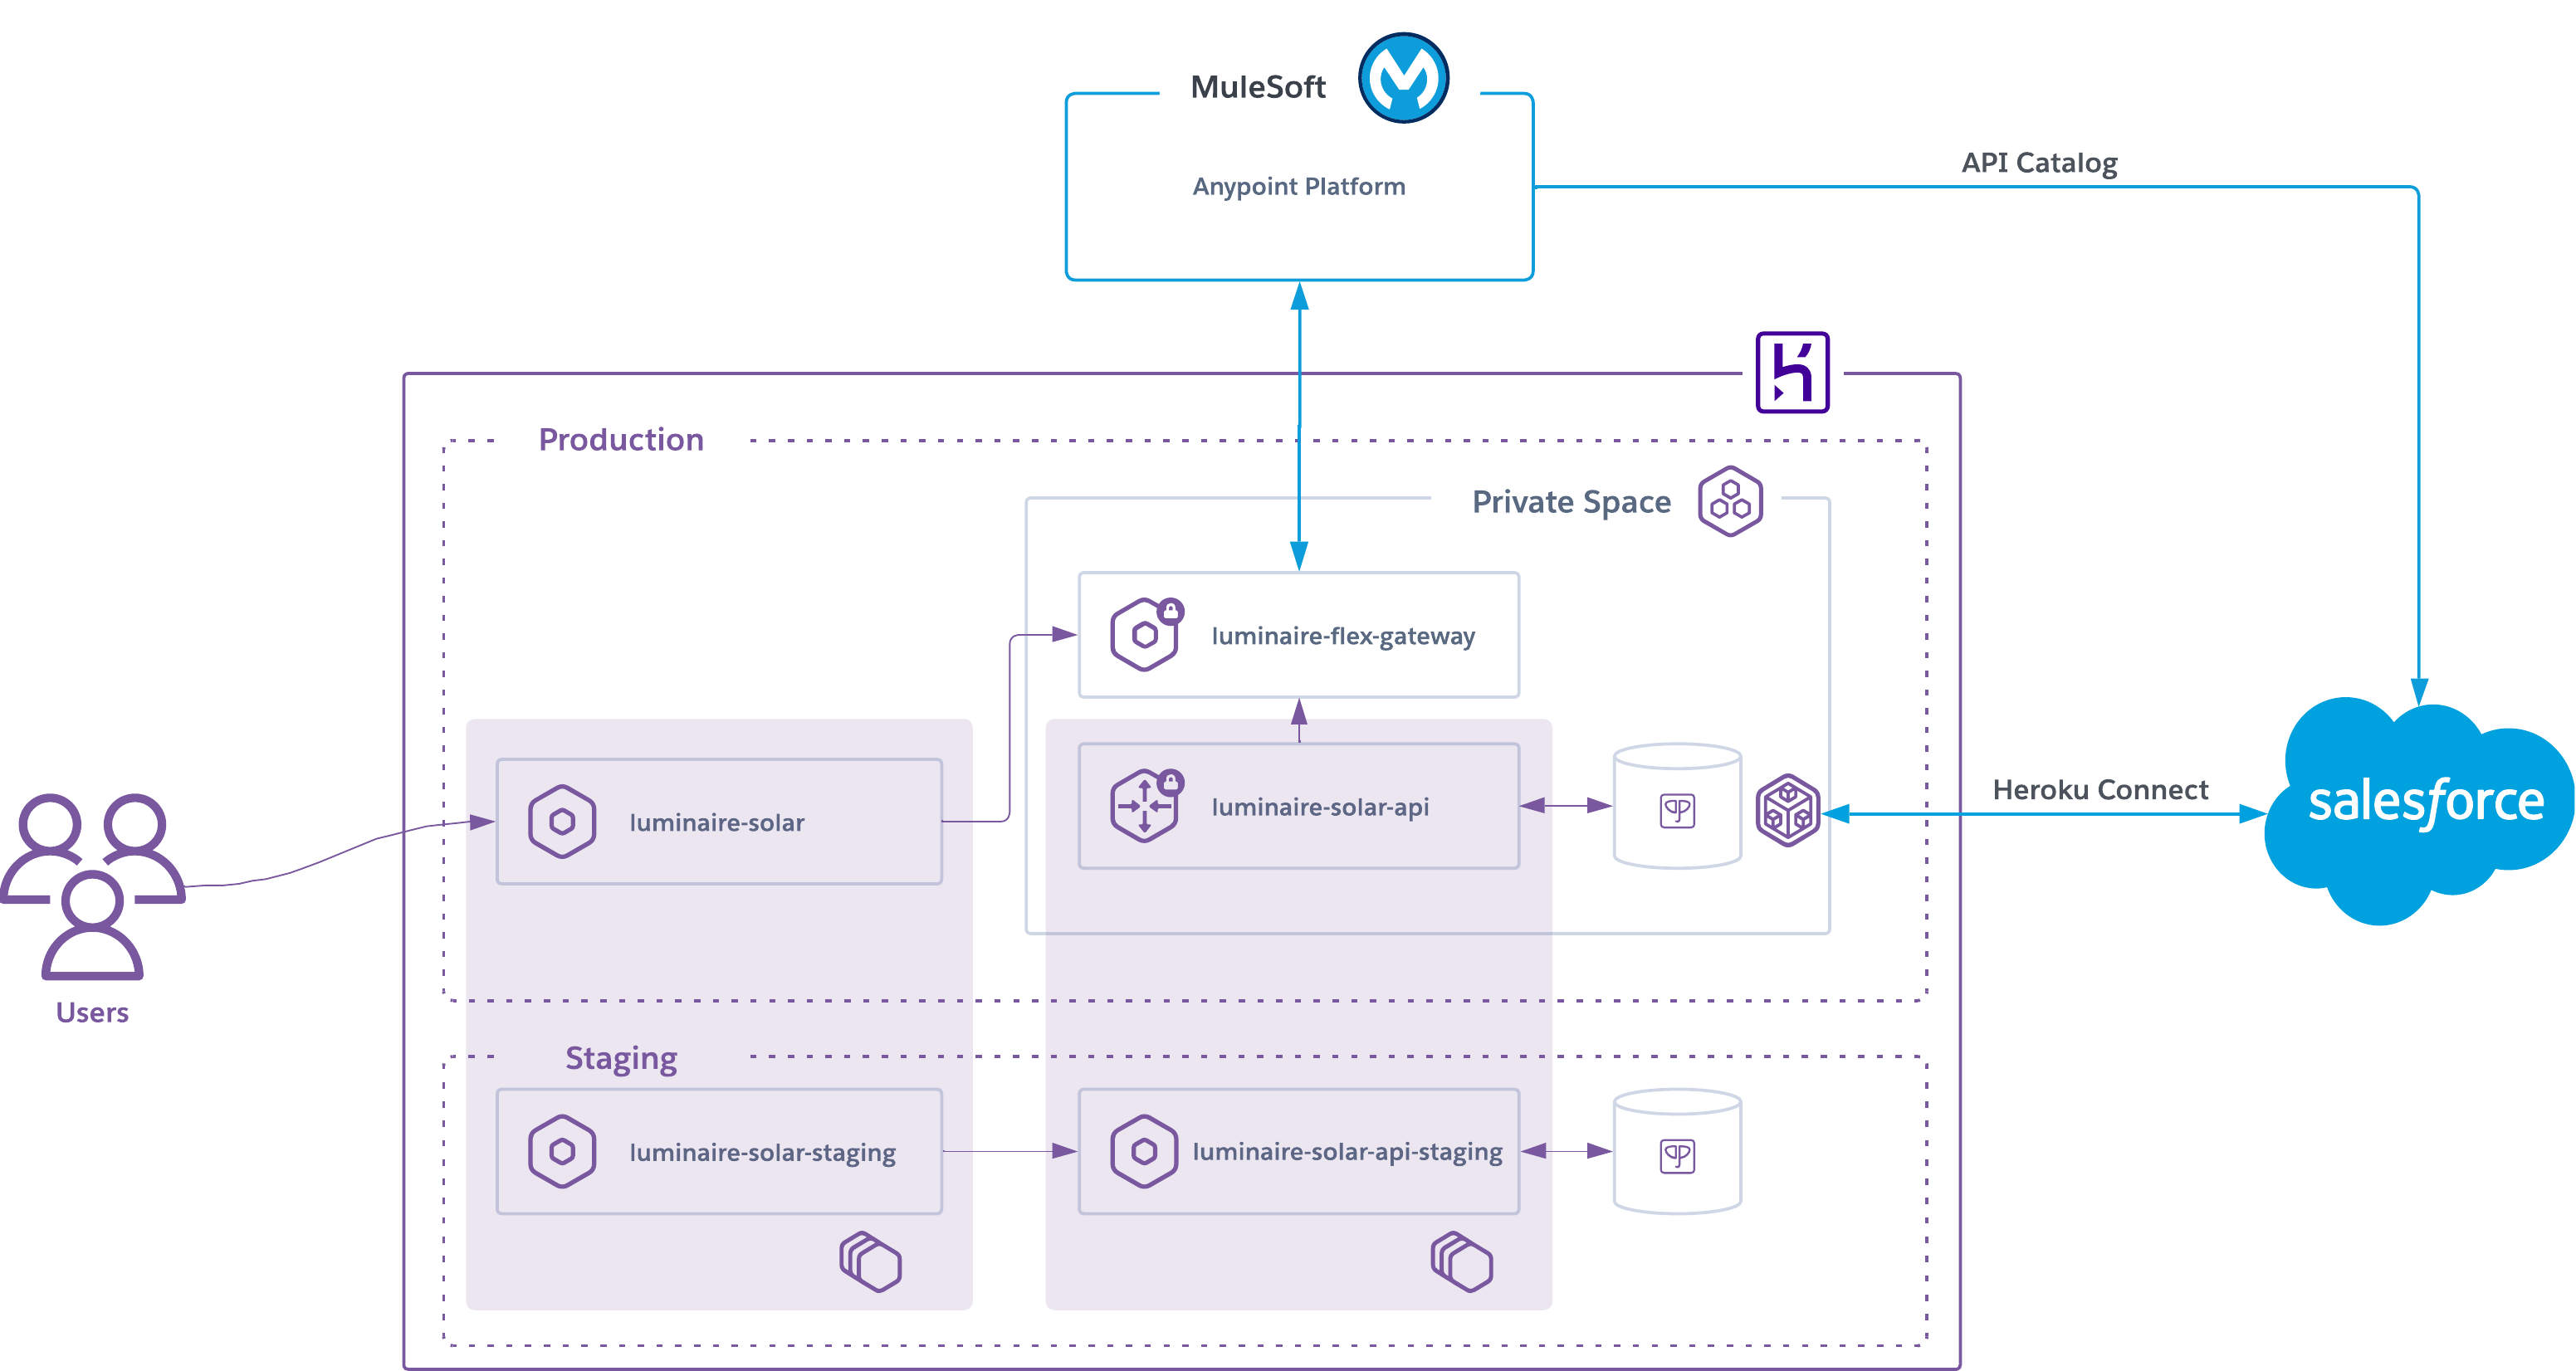 MuleSoft
Anypoint Platform
API Catalog
Production
Private Space
luminaire-flex-gateway
luminaire-solar
luminaire-solar-api
Heroku Connect
salesforce
Users
Staging
luminaire-solar-staging
luminaire-solar-api-staging